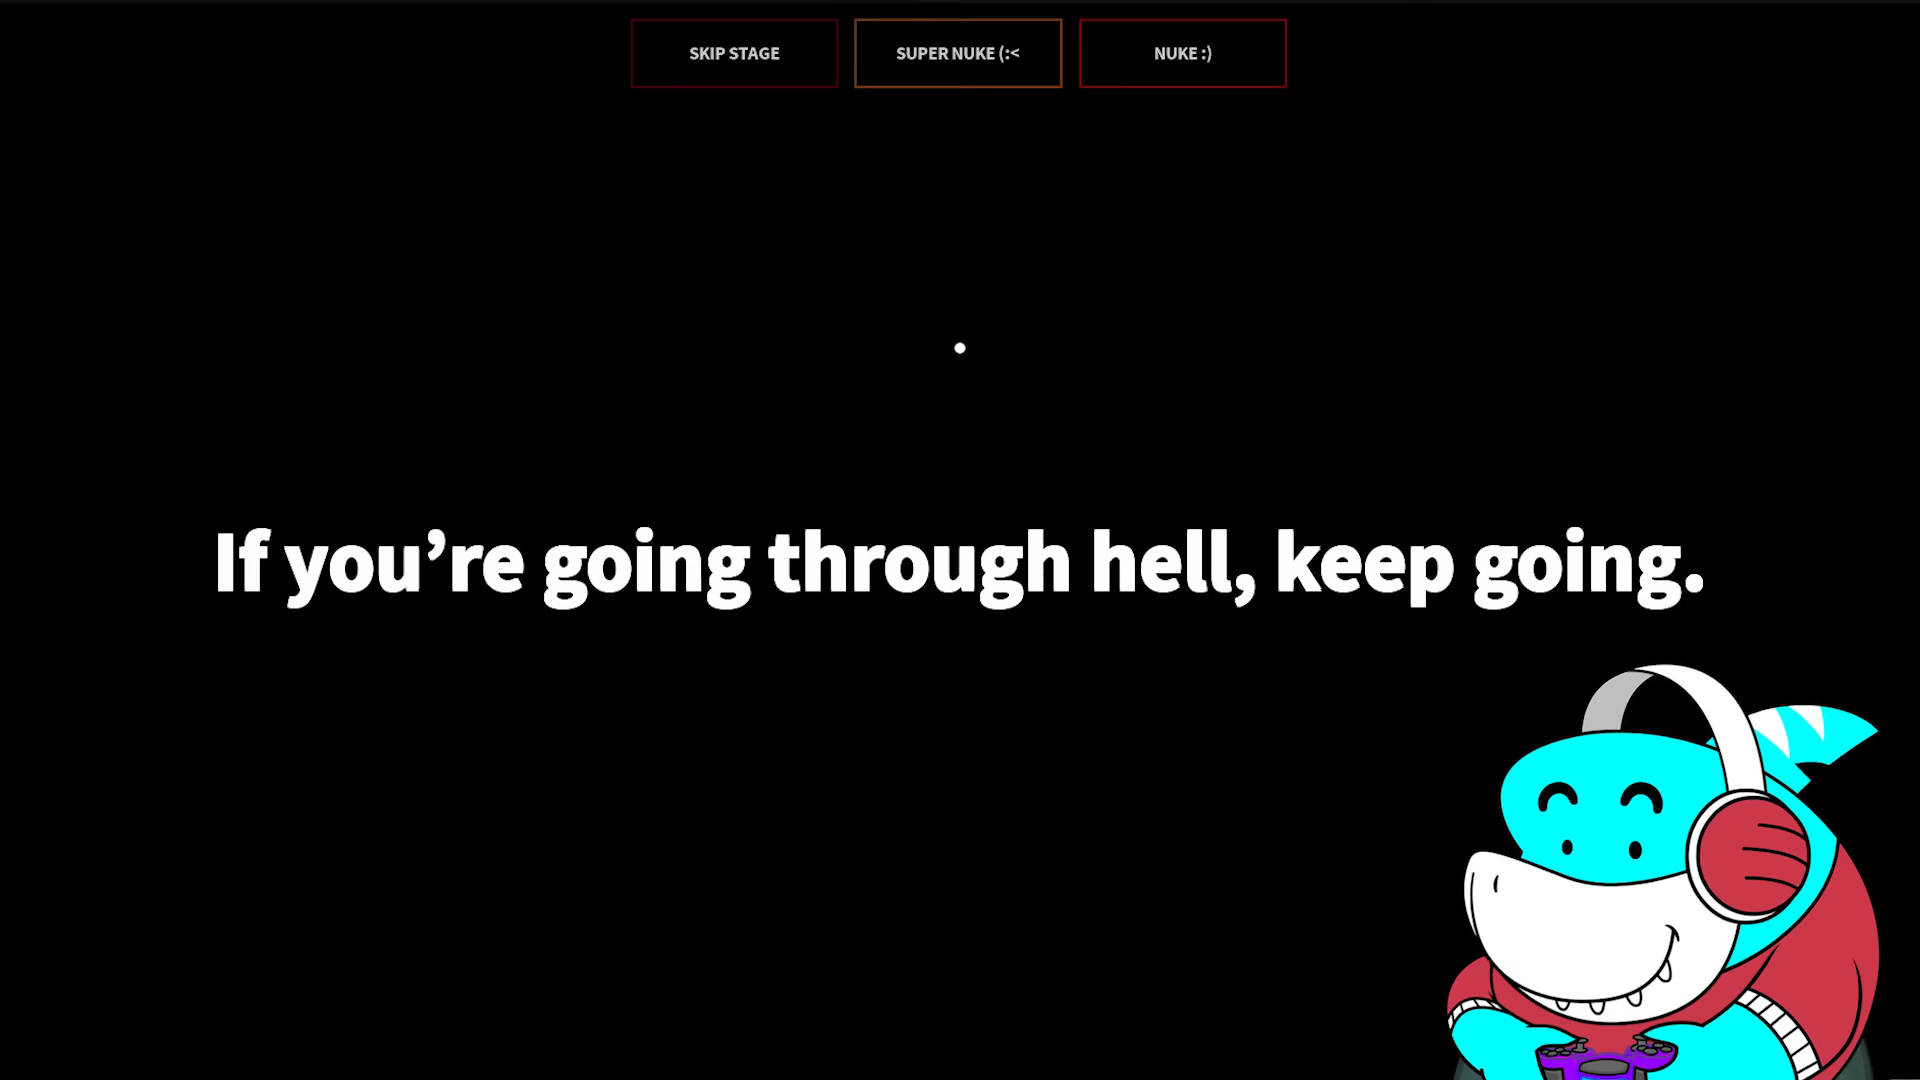 SKIP STAGE
SUPER NUKE (:<
NUKE :)
If you’re going through hell, keep going.